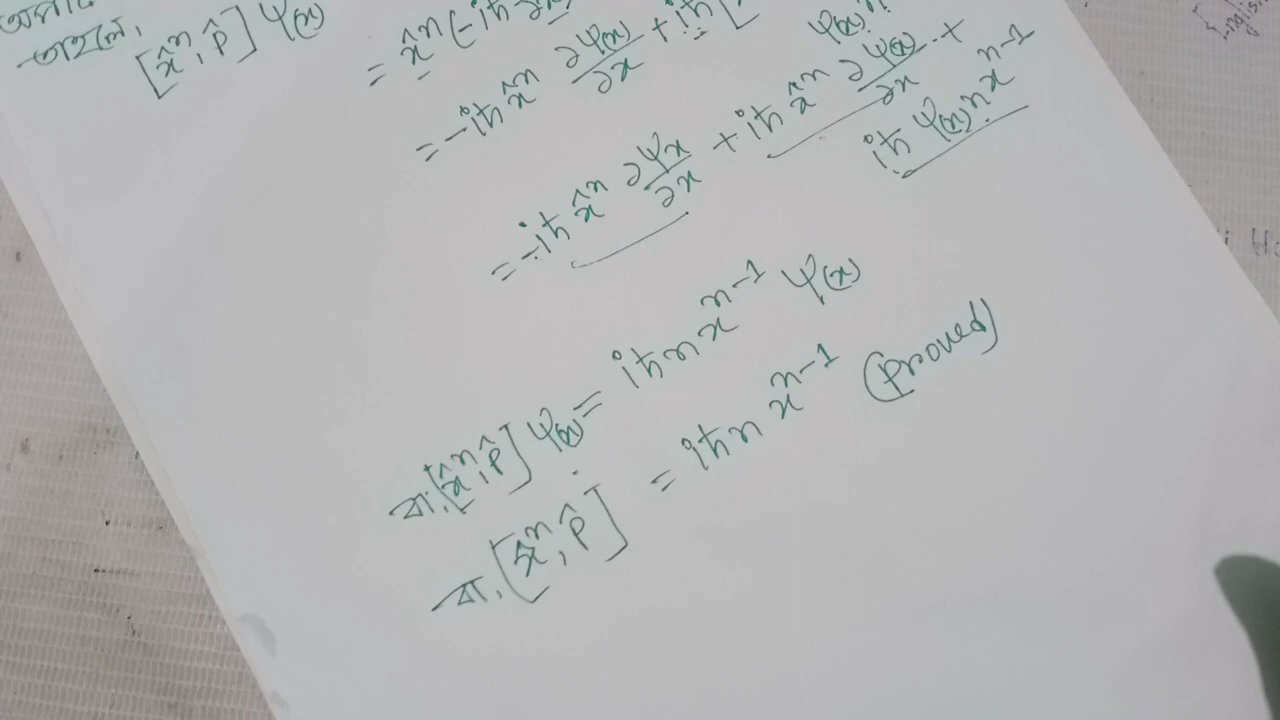 তাহলে,
[x̂ⁿ, p̂] ψ(x)
= x̂ⁿ (-iħ
= -iħ x̂ⁿ ∂ψ(x)/∂x + iħ [
= -iħ x̂ⁿ ∂ψx/∂x + iħ x̂ⁿ ∂ψ(x)/∂x +
iħ ψ(x) n xⁿ⁻¹
বা, [x̂ⁿ, p̂] ψ(x) = iħ n xⁿ⁻¹ ψ(x)
বা, [x̂ⁿ, p̂] = iħ n xⁿ⁻¹ (Proved)